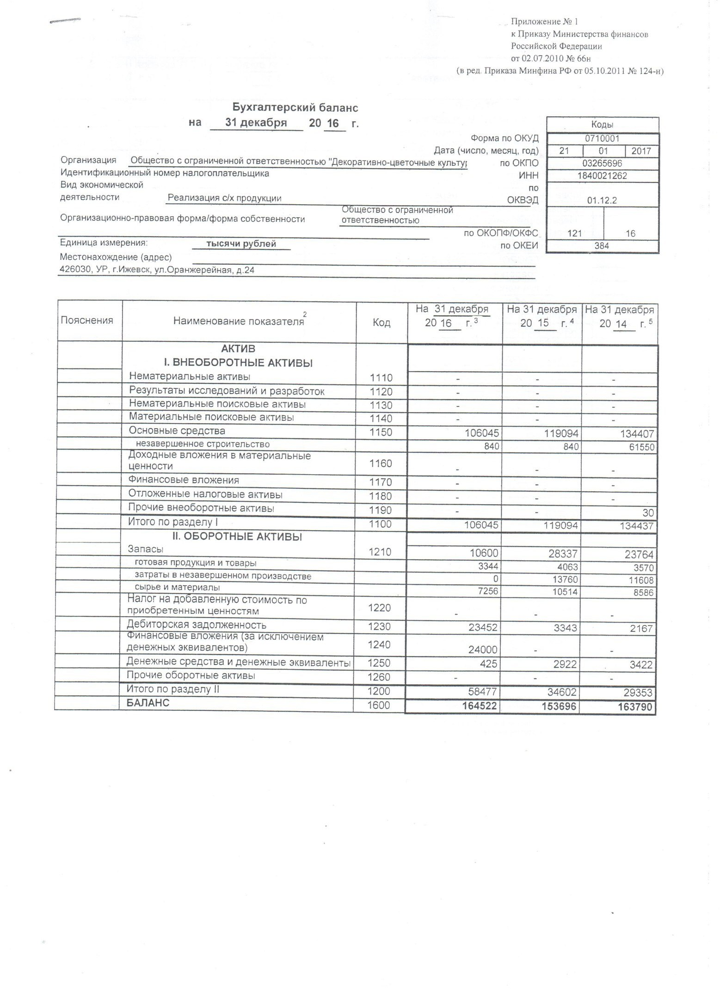 Приложение № 1
к Приказу Министерства финансов
Российской Федерации
от 02.07.2010 № 66н
(в ред. Приказа Минфина РФ от 05.10.2011 № 124-н)
Бухгалтерский баланс
на 31 декабря 20 16 г.
Коды
Форма по ОКУД 0710001
Дата (число, месяц, год) 21 01 2017
Организация Общество с ограниченной ответственностью "Декоративно-цветочные культур по ОКПО 03265696
Идентификационный номер налогоплательщика ИНН 1840021262
Вид экономической по
деятельности Реализация с/х продукции ОКВЭД 01.12.2
Организационно-правовая форма/форма собственности Общество с ограниченной
ответственностью
по ОКОПФ/ОКФС 121 16
Единица измерения: тысячи рублей по ОКЕИ 384
Местонахождение (адрес)
426030, УР, г.Ижевск, ул.Оранжерейная, д.24
Пояснения Наименование показателя 2 Код На 31 декабря 20 16 г. 3 На 31 декабря 20 15 г. 4 На 31 декабря 20 14 г. 5
АКТИВ
I. ВНЕОБОРОТНЫЕ АКТИВЫ
Нематериальные активы 1110 - - -
Результаты исследований и разработок 1120 - - -
Нематериальные поисковые активы 1130 - - -
Материальные поисковые активы 1140 - - -
Основные средства 1150 106045 119094 134407
незавершенное строительство 840 840 61550
Доходные вложения в материальные
ценности 1160 - - -
Финансовые вложения 1170 - - -
Отложенные налоговые активы 1180 - - -
Прочие внеоборотные активы 1190 - - 30
Итого по разделу I 1100 106045 119094 134437
II. ОБОРОТНЫЕ АКТИВЫ
Запасы 1210 10600 28337 23764
готовая продукция и товары 3344 4063 3570
затраты в незавершенном производстве 0 13760 11608
сырье и материалы 7256 10514 8586
Налог на добавленную стоимость по
приобретенным ценностям 1220 - - -
Дебиторская задолженность 1230 23452 3343 2167
Финансовые вложения (за исключением
денежных эквивалентов) 1240 24000 - -
Денежные средства и денежные эквиваленты 1250 425 2922 3422
Прочие оборотные активы 1260 - - -
Итого по разделу II 1200 58477 34602 29353
БАЛАНС 1600 164522 153696 163790